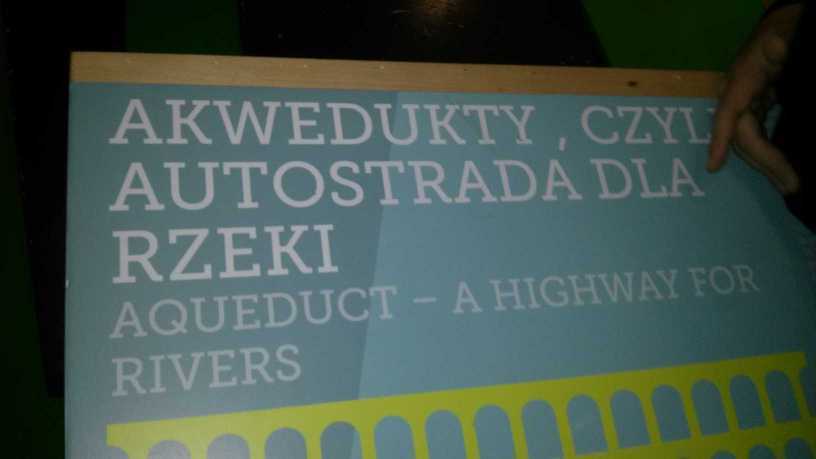 AKWEDUKTY , CZYLI
AUTOSTRADA DLA
RZEKI
AQUEDUCT – A HIGHWAY FOR
RIVERS